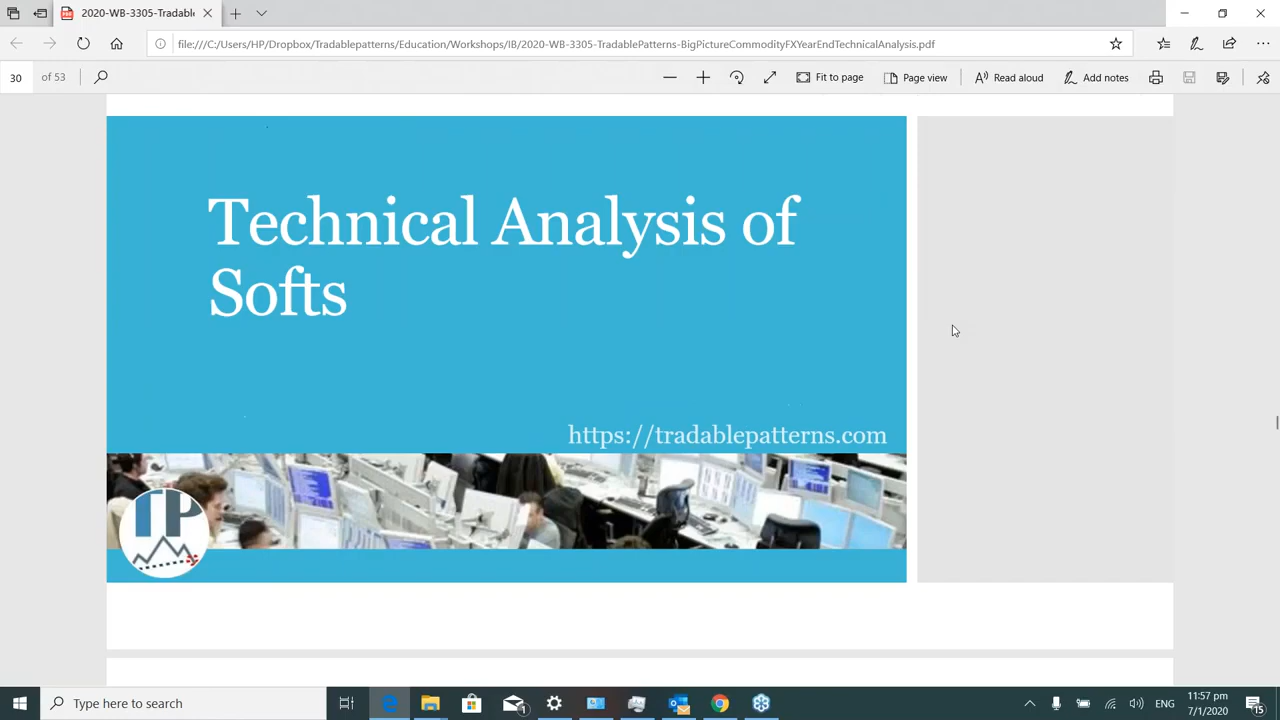 2020-WB-3305-Tradabl
file:///C:/Users/HP/Dropbox/Tradablepatterns/Education/Workshops/IB/2020-WB-3305-TradablePatterns-BigPictureCommodityFXYearEndTechnicalAnalysis.pdf
30 of 53
Fit to page
Page view
Read aloud
Add notes
Technical Analysis of
Softs
https://tradablepatterns.com
TP
Type here to search
1
ENG
11:57 pm
7/1/2020
15